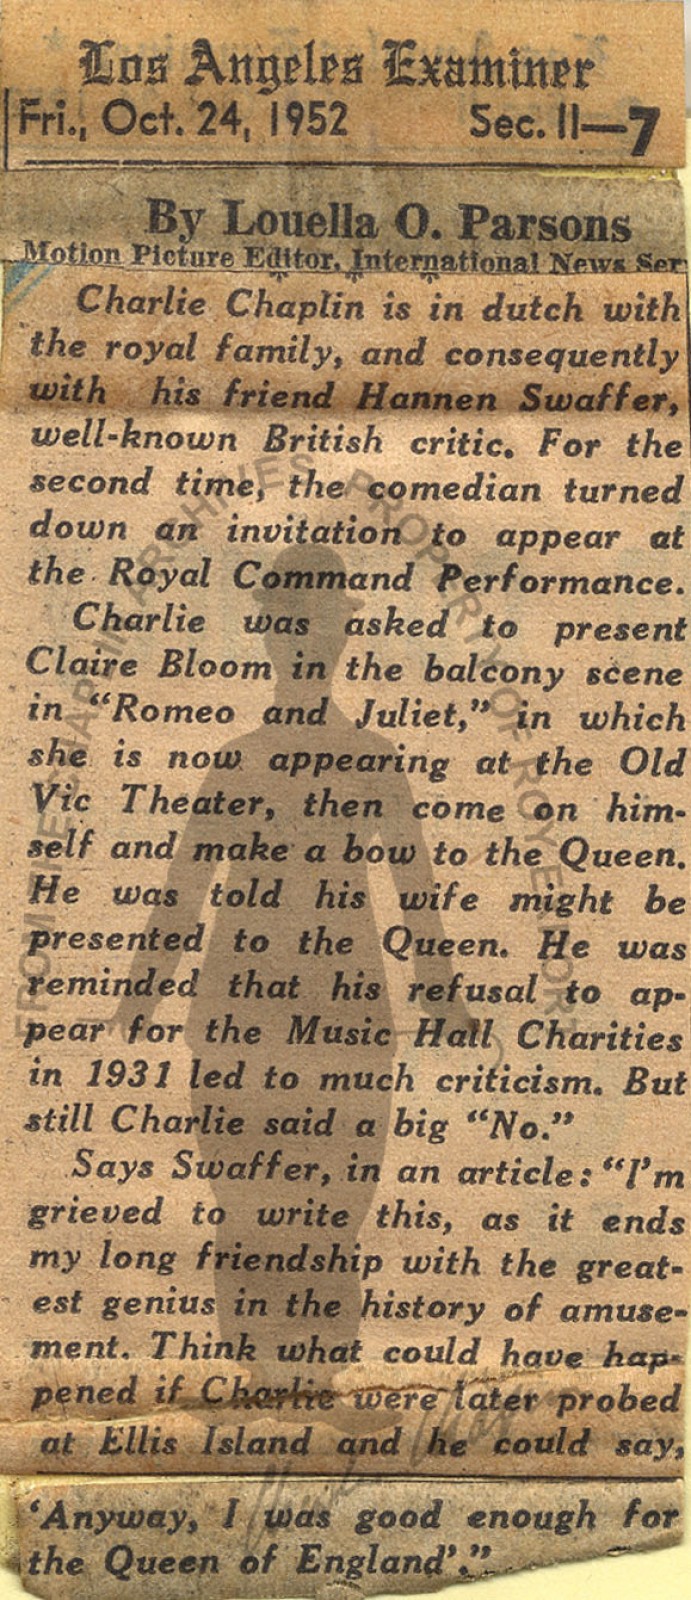 Los Angeles Examiner
Fri., Oct. 24, 1952 Sec. II—7
By Louella O. Parsons
Motion Picture Editor, International News Ser
Charlie Chaplin is in dutch with
the royal family, and consequently
with his friend Hannen Swaffer,
well-known British critic. For the
second time, the comedian turned
down an invitation to appear at
the Royal Command Performance.
Charlie was asked to present
Claire Bloom in the balcony scene
in "Romeo and Juliet," in which
she is now appearing at the Old
Vic Theater, then come on him-
self and make a bow to the Queen.
He was told his wife might be
presented to the Queen. He was
reminded that his refusal to ap-
pear for the Music Hall Charities
in 1931 led to much criticism. But
still Charlie said a big "No."
Says Swaffer, in an article: "I'm
grieved to write this, as it ends
my long friendship with the great-
est genius in the history of amuse-
ment. Think what could have hap-
pened if Charlie were later probed
at Ellis Island and he could say,
'Anyway, I was good enough for
the Queen of England'."